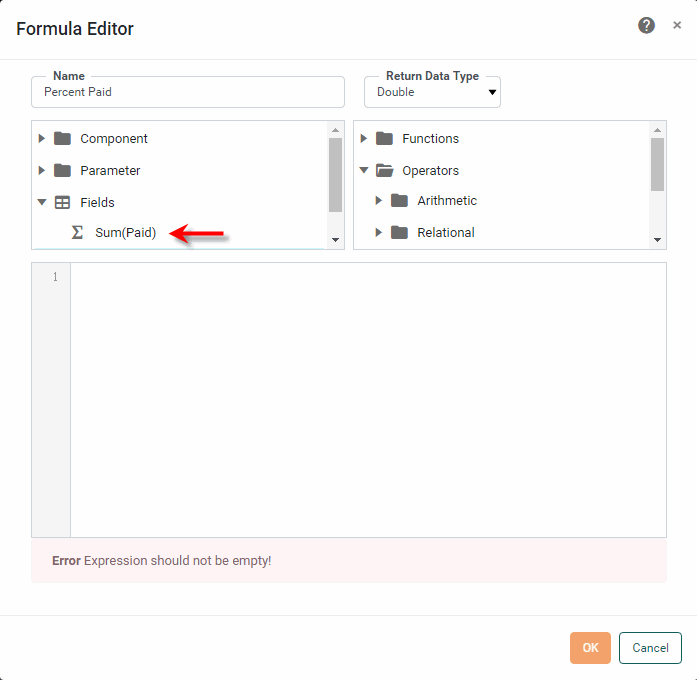 Formula Editor
Name
Return Data Type
Percent Paid
Double
Component
Functions
Parameter
Operators
Fields
Arithmetic
Σ Sum(Paid)
Relational
1
Error Expression should not be empty!
OK
Cancel